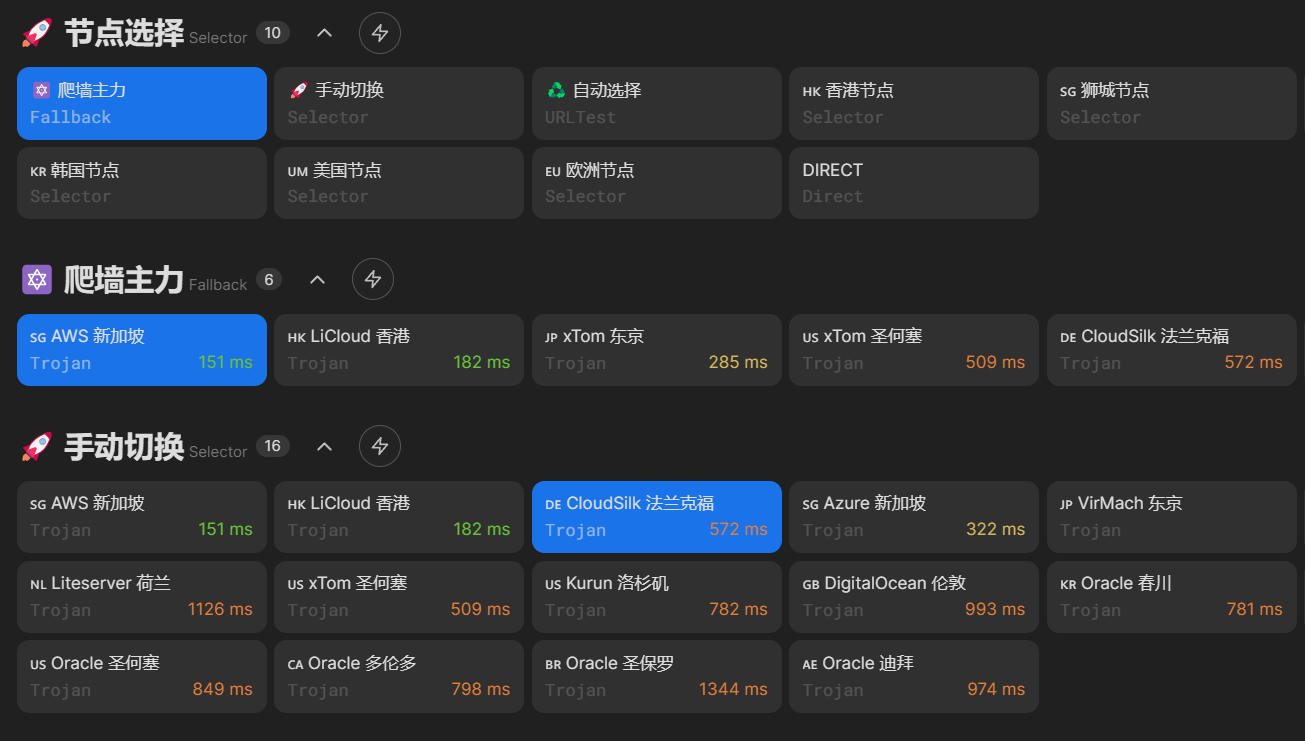 节点选择 Selector 10
爬墙主力
Fallback
手动切换
Selector
自动选择
URLTest
HK 香港节点
Selector
SG 狮城节点
Selector
KR 韩国节点
Selector
UM 美国节点
Selector
EU 欧洲节点
Selector
DIRECT
Direct
爬墙主力 Fallback 6
SG AWS 新加坡
Trojan 151 ms
HK LiCloud 香港
Trojan 182 ms
JP xTom 东京
Trojan 285 ms
US xTom 圣何塞
Trojan 509 ms
DE CloudSilk 法兰克福
Trojan 572 ms
手动切换 Selector 16
SG AWS 新加坡
Trojan 151 ms
HK LiCloud 香港
Trojan 182 ms
DE CloudSilk 法兰克福
Trojan 572 ms
SG Azure 新加坡
Trojan 322 ms
JP VirMach 东京
Trojan
NL Liteserver 荷兰
Trojan 1126 ms
US xTom 圣何塞
Trojan 509 ms
US Kurun 洛杉矶
Trojan 782 ms
GB DigitalOcean 伦敦
Trojan 993 ms
KR Oracle 春川
Trojan 781 ms
US Oracle 圣何塞
Trojan 849 ms
CA Oracle 多伦多
Trojan 798 ms
BR Oracle 圣保罗
Trojan 1344 ms
AE Oracle 迪拜
Trojan 974 ms